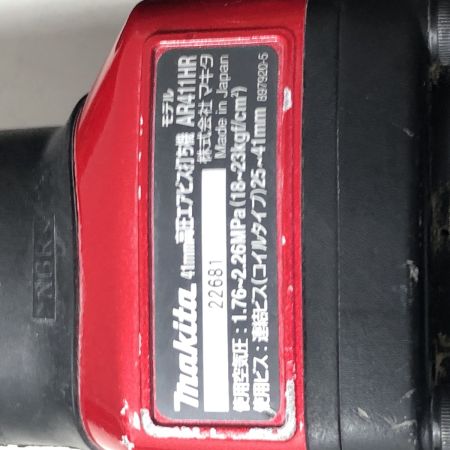 モデル
makita 41mm高圧エアビス打ち機 AR411HR
株式会社 マキタ
22681 Made in Japan
使用空気圧：1.76~2.26MPa(18~23kgf/cm²)
使用ビス：連結ビス(コイルタイプ)25~41mm 897920-5